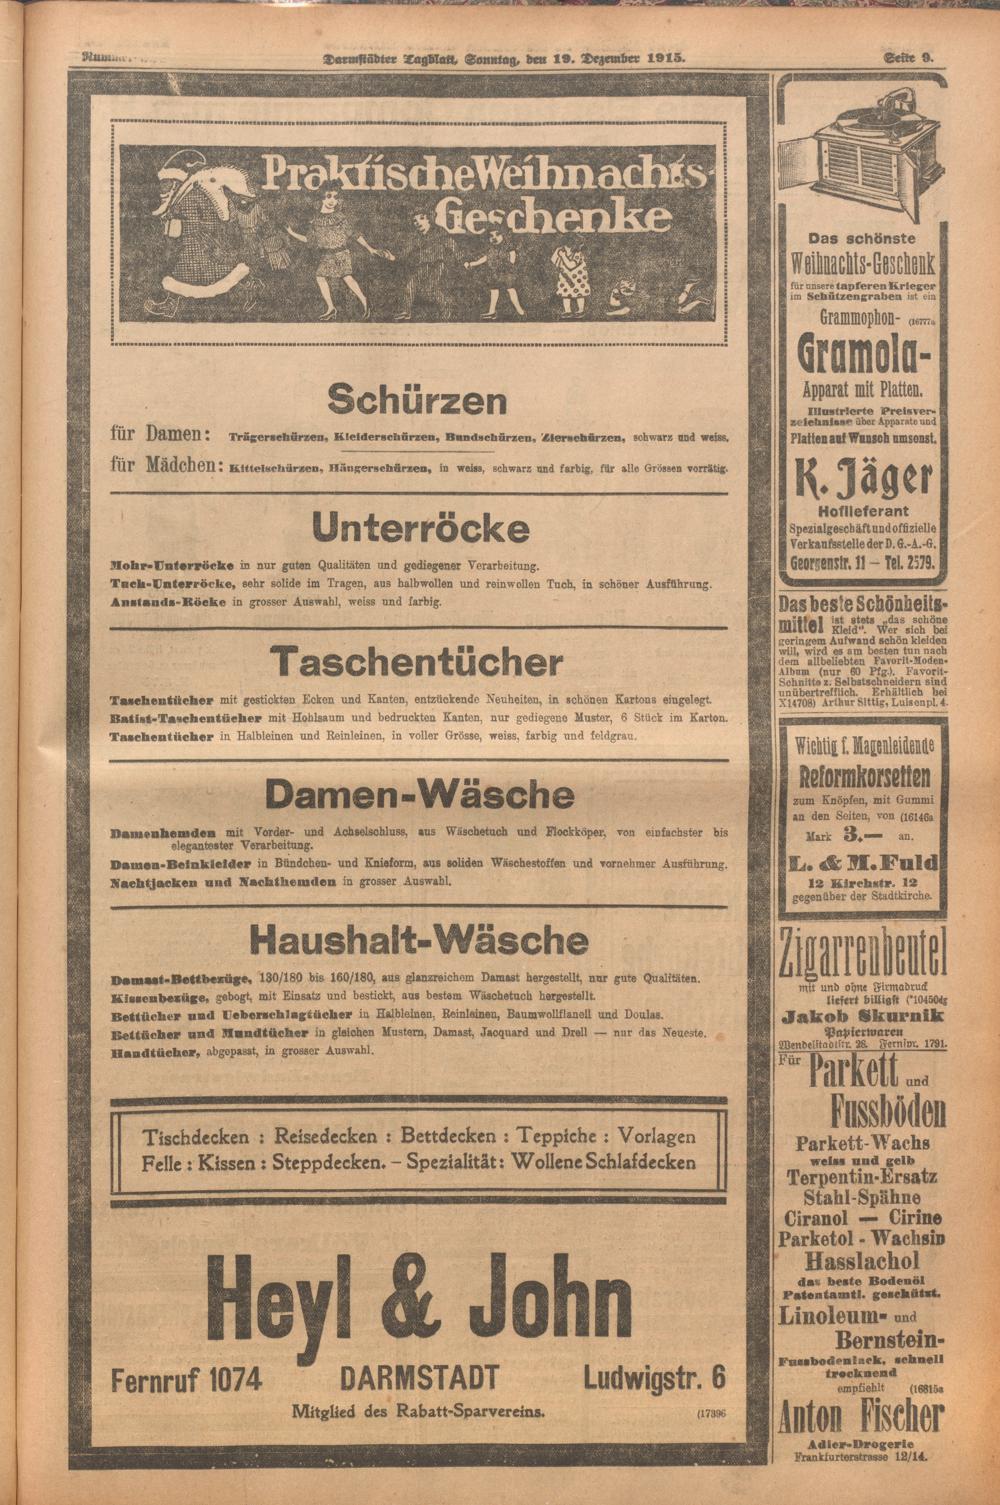 Darmstädter Tagblatt, Sonntag, den 19. Dezember 1915.
Seite 9.
Praktische Weihnachts-
Geschenke
Schürzen
für Damen: Trägerschürzen, Kleiderschürzen, Bundschürzen, Zierschürzen, schwarz und weiss.
für Mädchen: Kittelschürzen, Hängerschürzen, in weiss, schwarz und farbig, für alle Grössen vorrätig.
Unterröcke
Mohr-Unterröcke in nur guten Qualitäten und gediegener Verarbeitung.
Tuch-Unterröcke, sehr solide im Tragen, aus halbwollen und reinwollen Tuch, in schöner Ausführung.
Anstands-Röcke in grosser Auswahl, weiss und farbig.
Taschentücher
Taschentücher mit gestickten Ecken und Kanten, entzückende Neuheiten, in schönen Kartons eingelegt.
Batist-Taschentücher mit Hohlsaum und bedruckten Kanten, nur gediegene Muster, 6 Stück im Karton.
Taschentücher in Halbleinen und Reinleinen, in voller Grösse, weiss, farbig und feldgrau.
Damen-Wäsche
Damenhemden mit Vorder- und Achselschluss, aus Wäschetuch und Flockköper, von einfachster bis
elegantester Verarbeitung.
Damen-Beinkleider in Bündchen- und Knieform, aus soliden Wäschestoffen und vornehmer Ausführung.
Nachtjacken und Nachthemden in grosser Auswahl.
Haushalt-Wäsche
Damast-Bettbezüge, 130/180 bis 160/180, aus glanzreichem Damast hergestellt, nur gute Qualitäten.
Kissenbezüge, gebogt, mit Einsatz und bestickt, aus bestem Wäschetuch hergestellt.
Bettücher und Ueberschlagtücher in Halbleinen, Reinleinen, Baumwollflanell und Doulas.
Bettücher und Mundtücher in gleichen Mustern, Damast, Jacquard und Drell — nur das Neueste.
Handtücher, abgepasst, in grosser Auswahl.
Tischdecken : Reisedecken : Bettdecken : Teppiche : Vorlagen
Felle : Kissen : Steppdecken. – Spezialität: Wollene Schlafdecken
Heyl & John
Fernruf 1074 DARMSTADT Ludwigstr. 6
Mitglied des Rabatt-Sparvereins. (17396
Das schönste
Weihnachts-Geschenk
für unsere tapferen Krieger
im Schützengraben ist ein
Grammophon- (16777a
Gramola-
Apparat mit Platten.
Illustrierte Preisver-
zeichnisse über Apparate und
Platten auf Wunsch umsonst.
K. Jäger
Hoflieferant
Spezialgeschäft und offizielle
Verkaufsstelle der D. G.-A.-G.
Georgenstr. 11 — Tel. 2579.
Das beste Schönheits-
mittel ist stets „das schöne
Kleid“. Wer sich bei
geringem Aufwand schön kleiden
will, wird es am besten tun nach
dem allbeliebten Favorit-Moden-
Album (nur 60 Pfg.). Favorit-
Schnitte z. Selbstschneidern sind
unübertrefflich. Erhältlich bei
X14708) Arthur Sittig, Luisenpl. 4.
Wichtig f. Magenleidende
Reformkorsetten
zum Knöpfen, mit Gummi
an den Seiten, von (16146a
Mark 3.— an.
L. & M. Fuld
12 Kirchstr. 12
gegenüber der Stadtkirche.
Zigarrenbeutel
mit und ohne Firmadruck
liefert billigst (*10450dg
Jakob Skurnik
Papierwaren
Wendelstadtstr. 28. Fernspr. 1791.
Für Parkett und
Fussböden
Parkett-Wachs
weiss und gelb
Terpentin-Ersatz
Stahl-Spähne
Ciranol — Cirine
Parketol - Wachsin
Hasslachol
das beste Bodenöl
Patentamtl. geschützt.
Linoleum- und
Bernstein-
Fussbodenlack, schnell
trocknend
empfiehlt (16815a
Anton Fischer
Adler-Drogerie
Frankfurterstrasse 12/14.